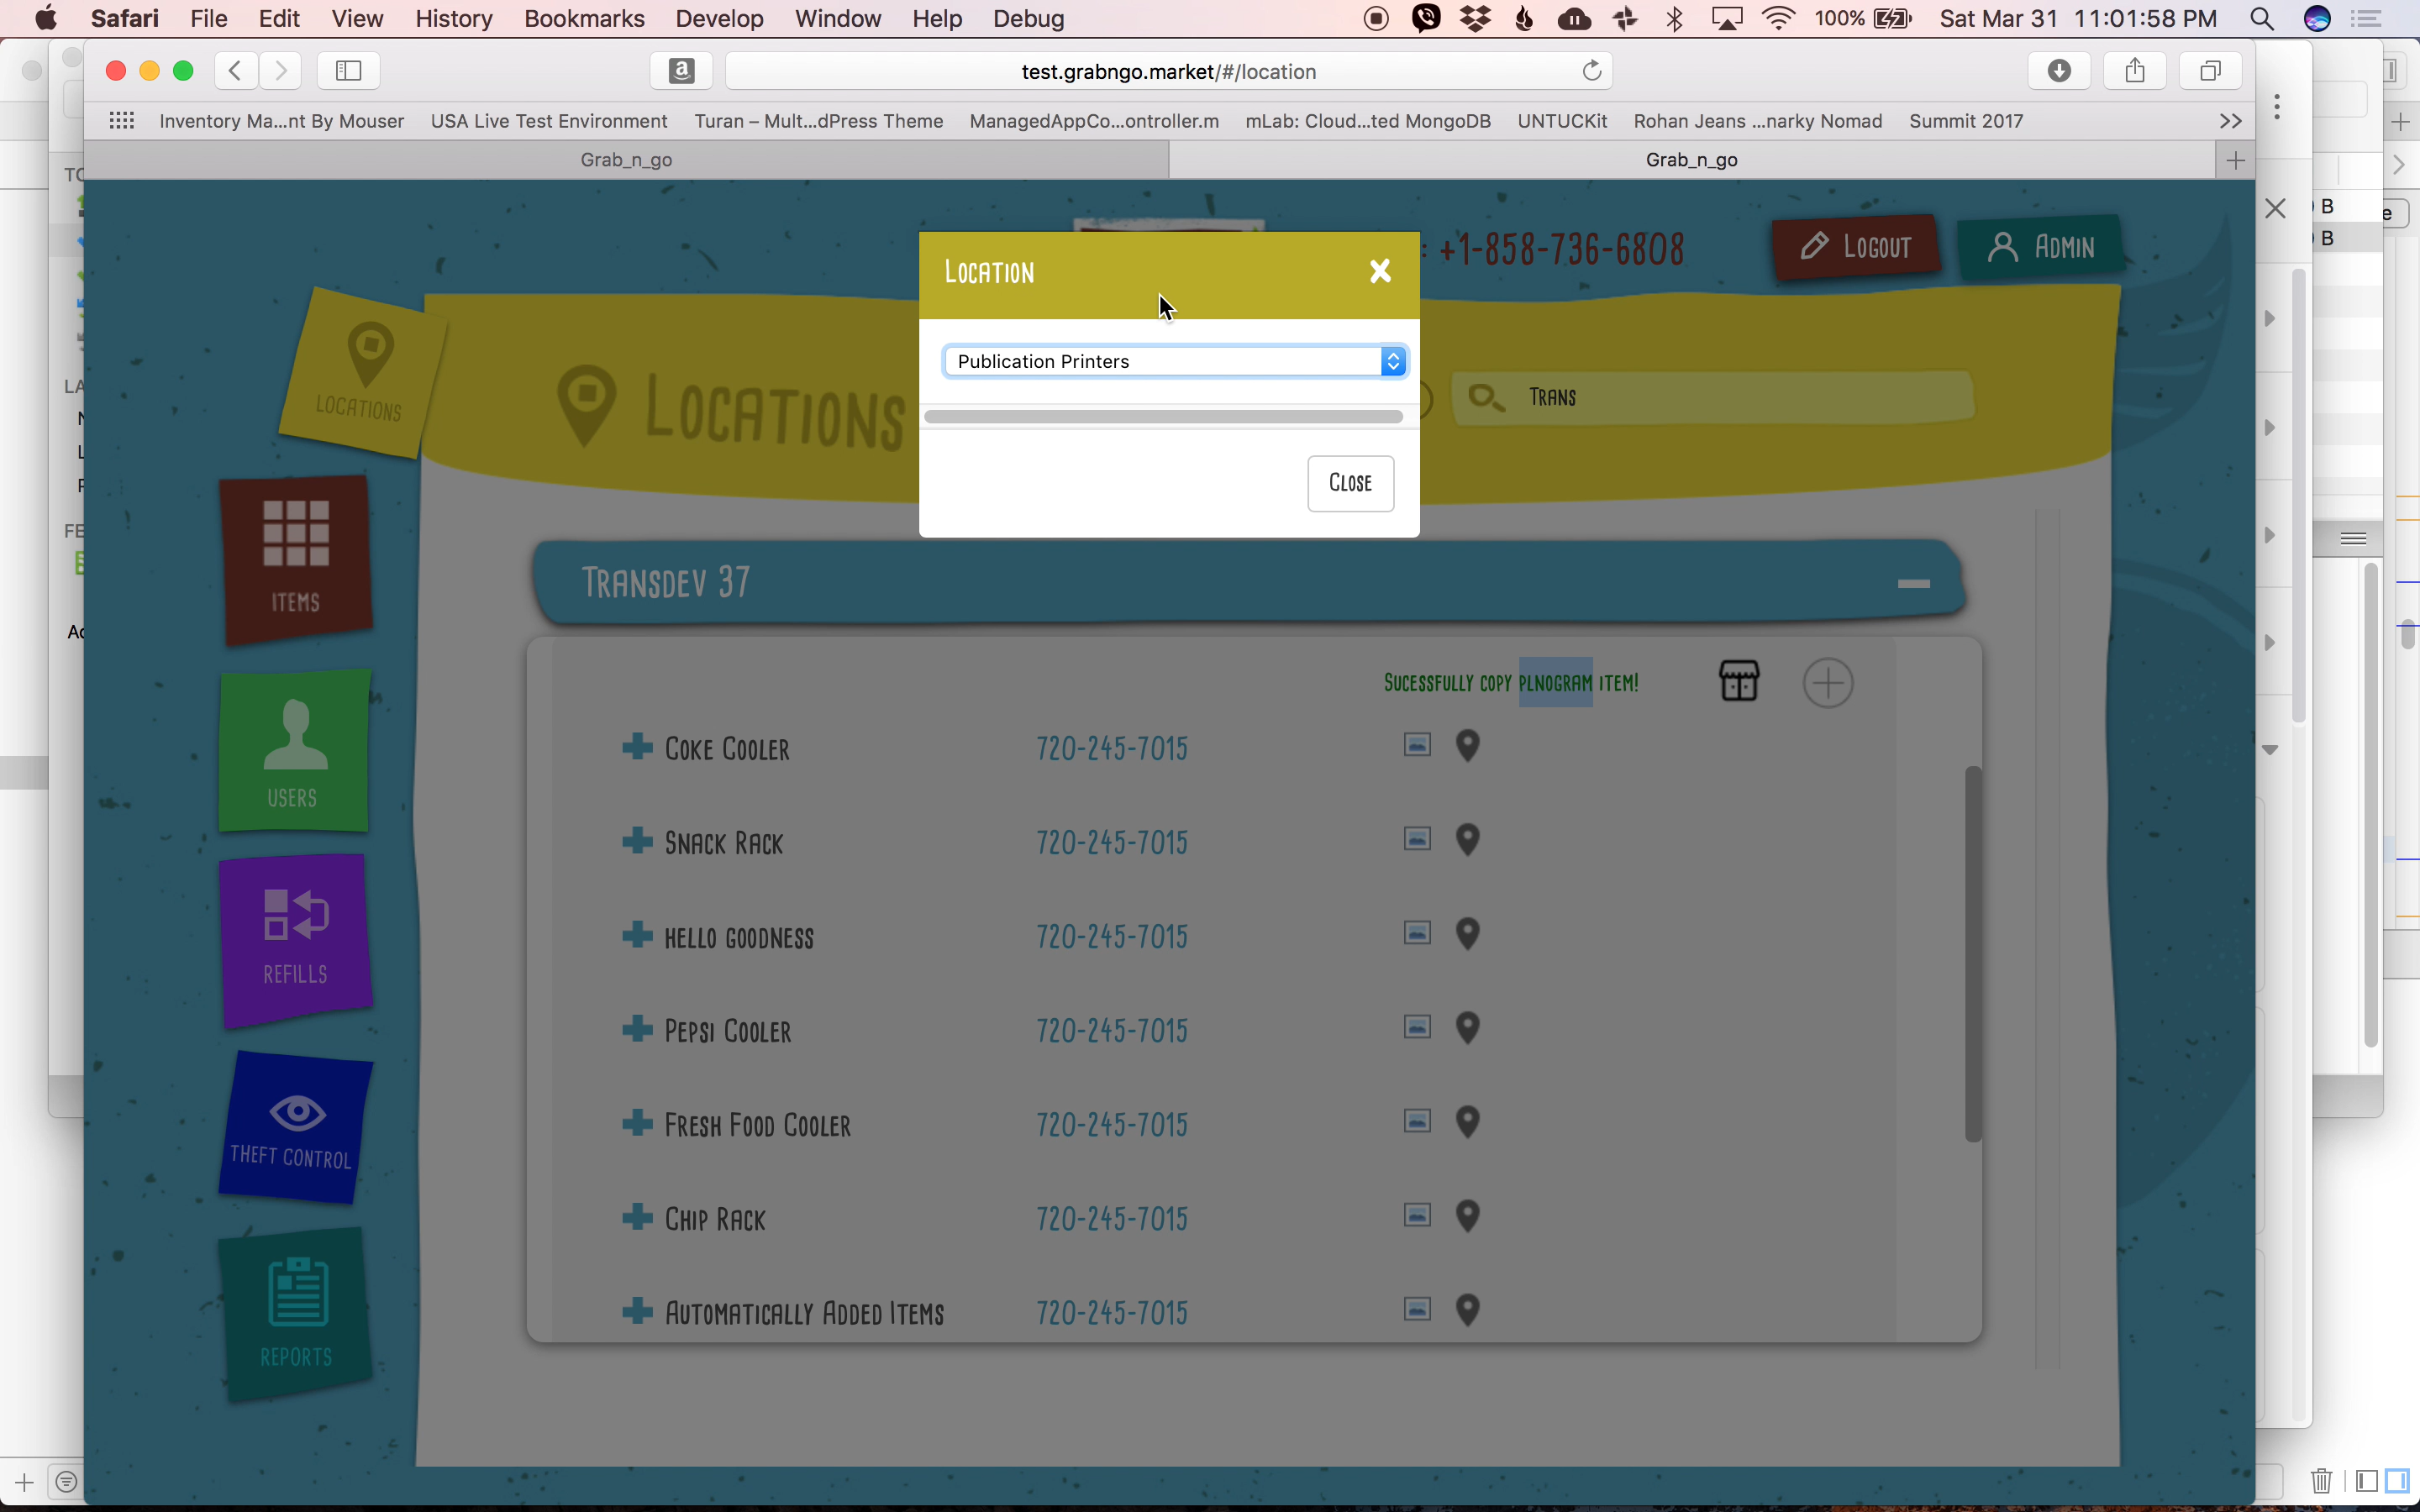 Safari File Edit View History Bookmarks Develop Window Help Debug 100% Sat Mar 31 11:01:58 PM
test.grabngo.market/#/location
Inventory Ma...nt By Mouser USA Live Test Environment Turan – Mult...dPress Theme ManagedAppCo...ontroller.m mLab: Cloud...ted MongoDB UNTUCKit Rohan Jeans ...narky Nomad Summit 2017
Grab_n_go Grab_n_go
: +1-858-736-6808 Logout Admin
Location
Publication Printers
Close
Locations
Locations
Trans
Items
Users
Refills
Theft Control
Reports
Transdev 37
Sucessfully copy plnogram item!
Coke Cooler 720-245-7015
Snack Rack 720-245-7015
Hello Goodness 720-245-7015
Pepsi Cooler 720-245-7015
Fresh Food Cooler 720-245-7015
Chip Rack 720-245-7015
Automatically Added Items 720-245-7015
B
B
e